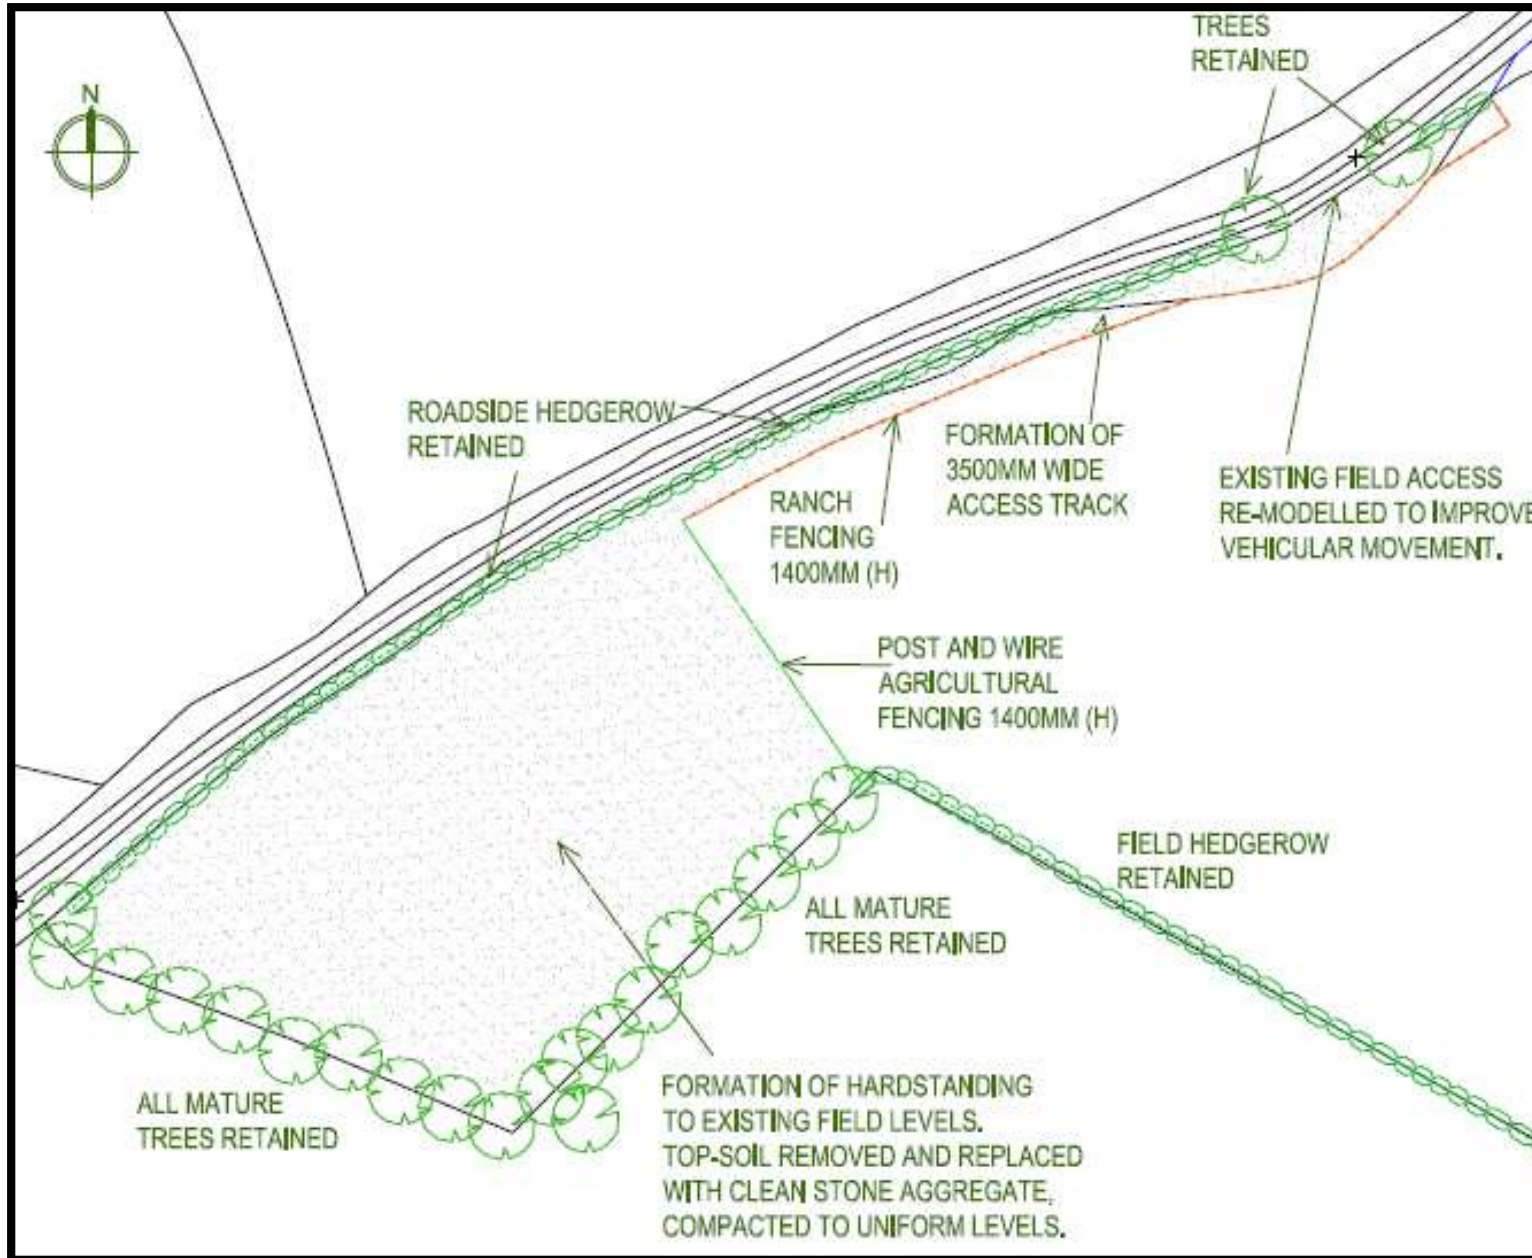 TREES
RETAINED
N
ROADSIDE HEDGEROW
RETAINED
FORMATION OF
3500MM WIDE
ACCESS TRACK
EXISTING FIELD ACCESS
RE-MODELLED TO IMPROVE
VEHICULAR MOVEMENT.
RANCH
FENCING
1400MM (H)
POST AND WIRE
AGRICULTURAL
FENCING 1400MM (H)
FIELD HEDGEROW
RETAINED
ALL MATURE
TREES RETAINED
ALL MATURE
TREES RETAINED
FORMATION OF HARDSTANDING
TO EXISTING FIELD LEVELS.
TOP-SOIL REMOVED AND REPLACED
WITH CLEAN STONE AGGREGATE,
COMPACTED TO UNIFORM LEVELS.